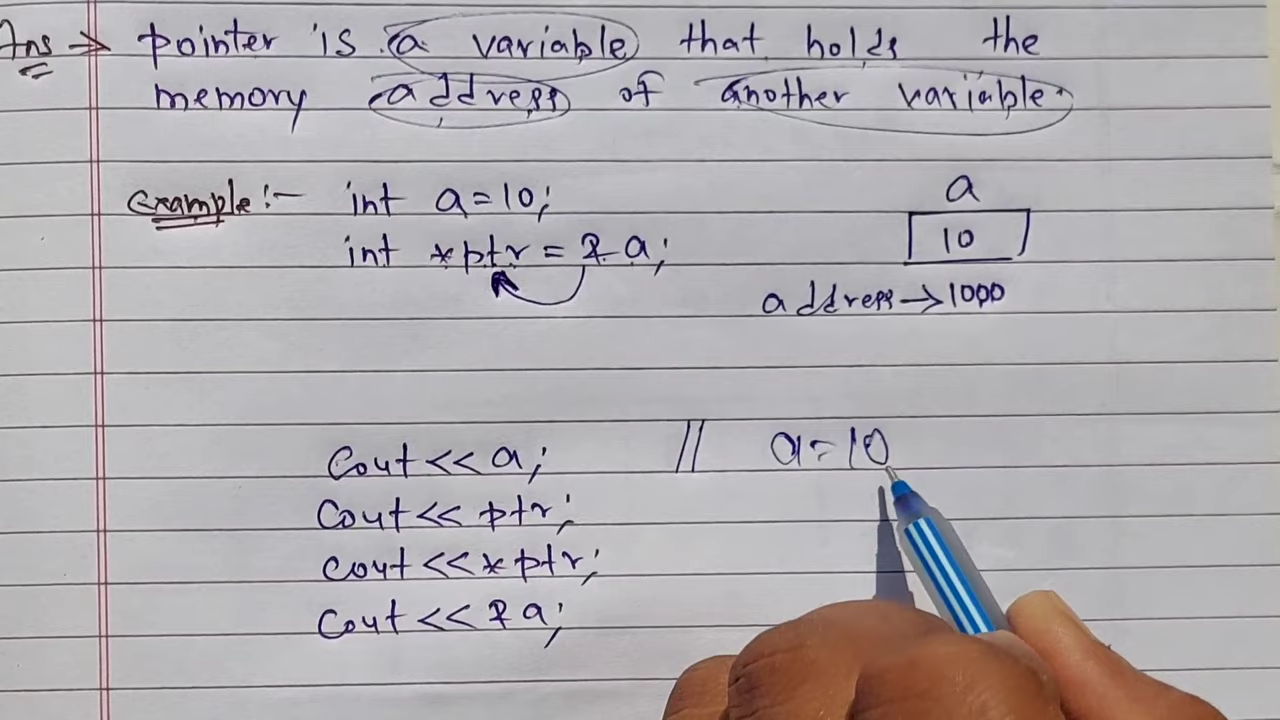 Ans → pointer is a variable that holds the
memory address of another variable.
Example :- int a=10;
int *ptr = &a;
a
10
address → 1000
Cout << a; // a=10
Cout << ptr;
Cout << *ptr;
Cout << &a;